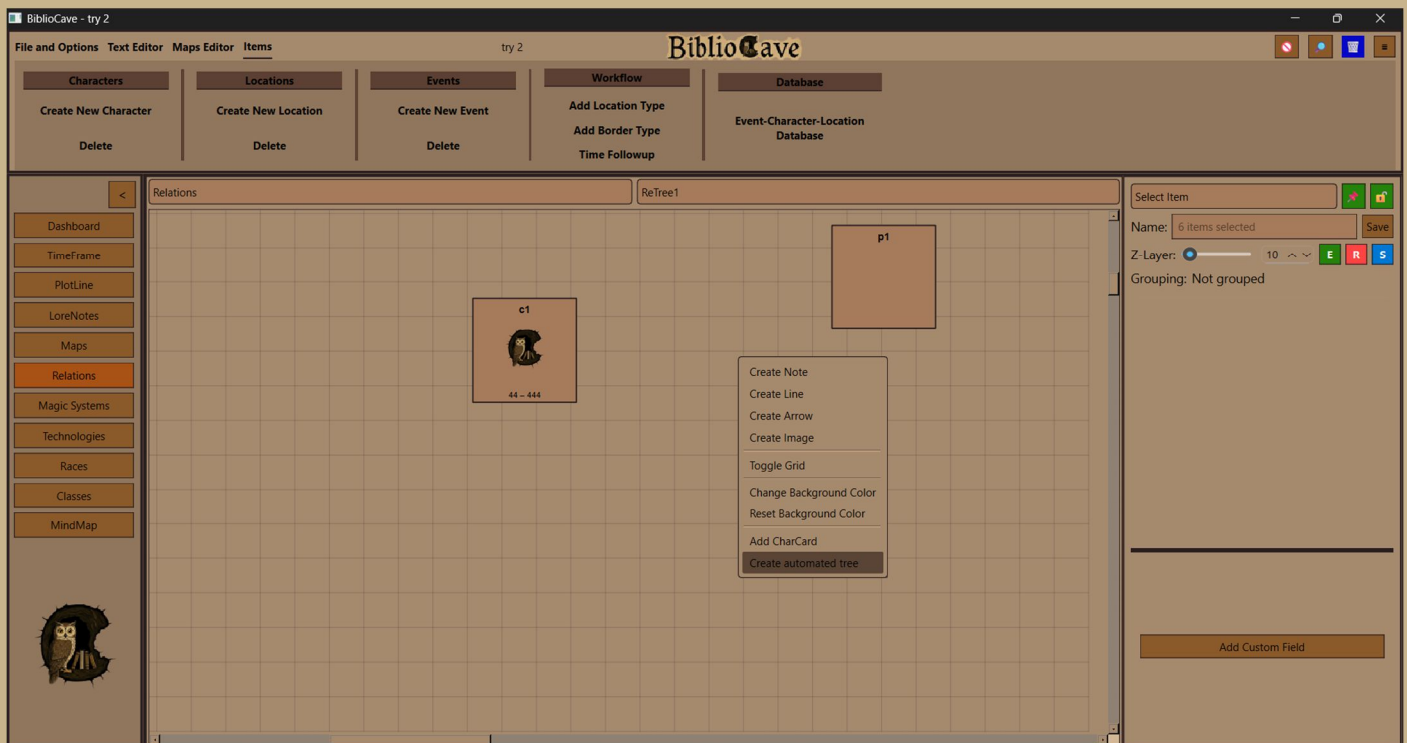 BiblioCave - try 2
File and Options Text Editor Maps Editor Items
try 2
BiblioCave
Characters
Create New Character
Delete
Locations
Create New Location
Delete
Events
Create New Event
Delete
Workflow
Add Location Type
Add Border Type
Time Followup
Database
Event-Character-Location
Database
<
Dashboard
TimeFrame
PlotLine
LoreNotes
Maps
Relations
Magic Systems
Technologies
Races
Classes
MindMap
Relations
ReTree1
c1
44 – 444
p1
Create Note
Create Line
Create Arrow
Create Image
Toggle Grid
Change Background Color
Reset Background Color
Add CharCard
Create automated tree
Select Item
Name: 6 items selected Save
Z-Layer: 10 E R S
Grouping: Not grouped
Add Custom Field